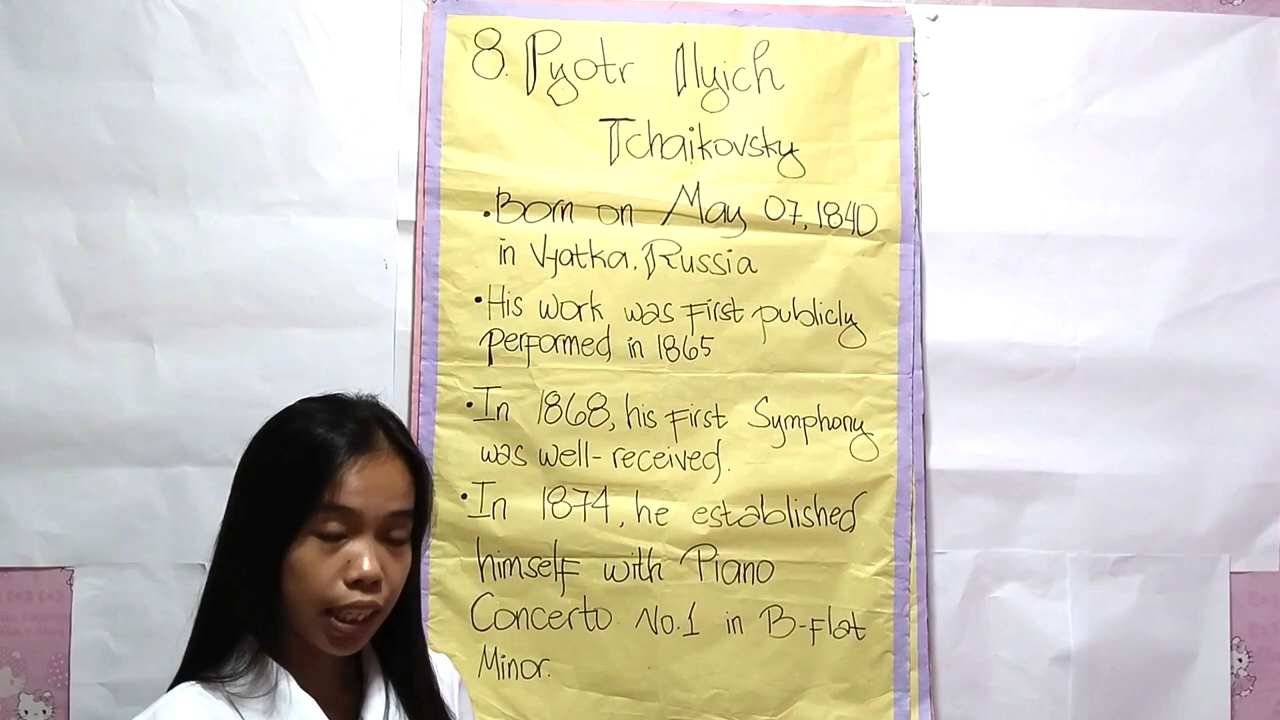 8. Pyotr Ilyich
Tchaikovsky
• Born on May 07, 1840
in Vyatka, Russia
• His work was first publicly
performed in 1865
• In 1868, his first Symphony
was well-received.
• In 1874, he established
himself with Piano
Concerto No.1 in B-flat
Minor.